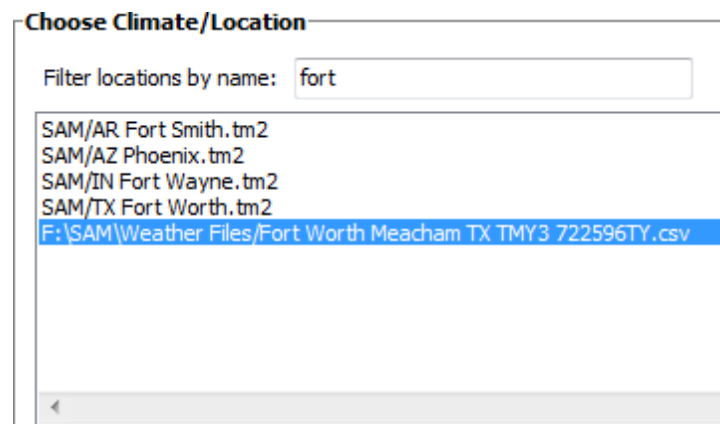 Choose Climate/Location
Filter locations by name: fort
SAM/AR Fort Smith.tm2
SAM/AZ Phoenix.tm2
SAM/IN Fort Wayne.tm2
SAM/TX Fort Worth.tm2
F:\SAM\Weather Files/Fort Worth Meacham TX TMY3 722596TY.csv